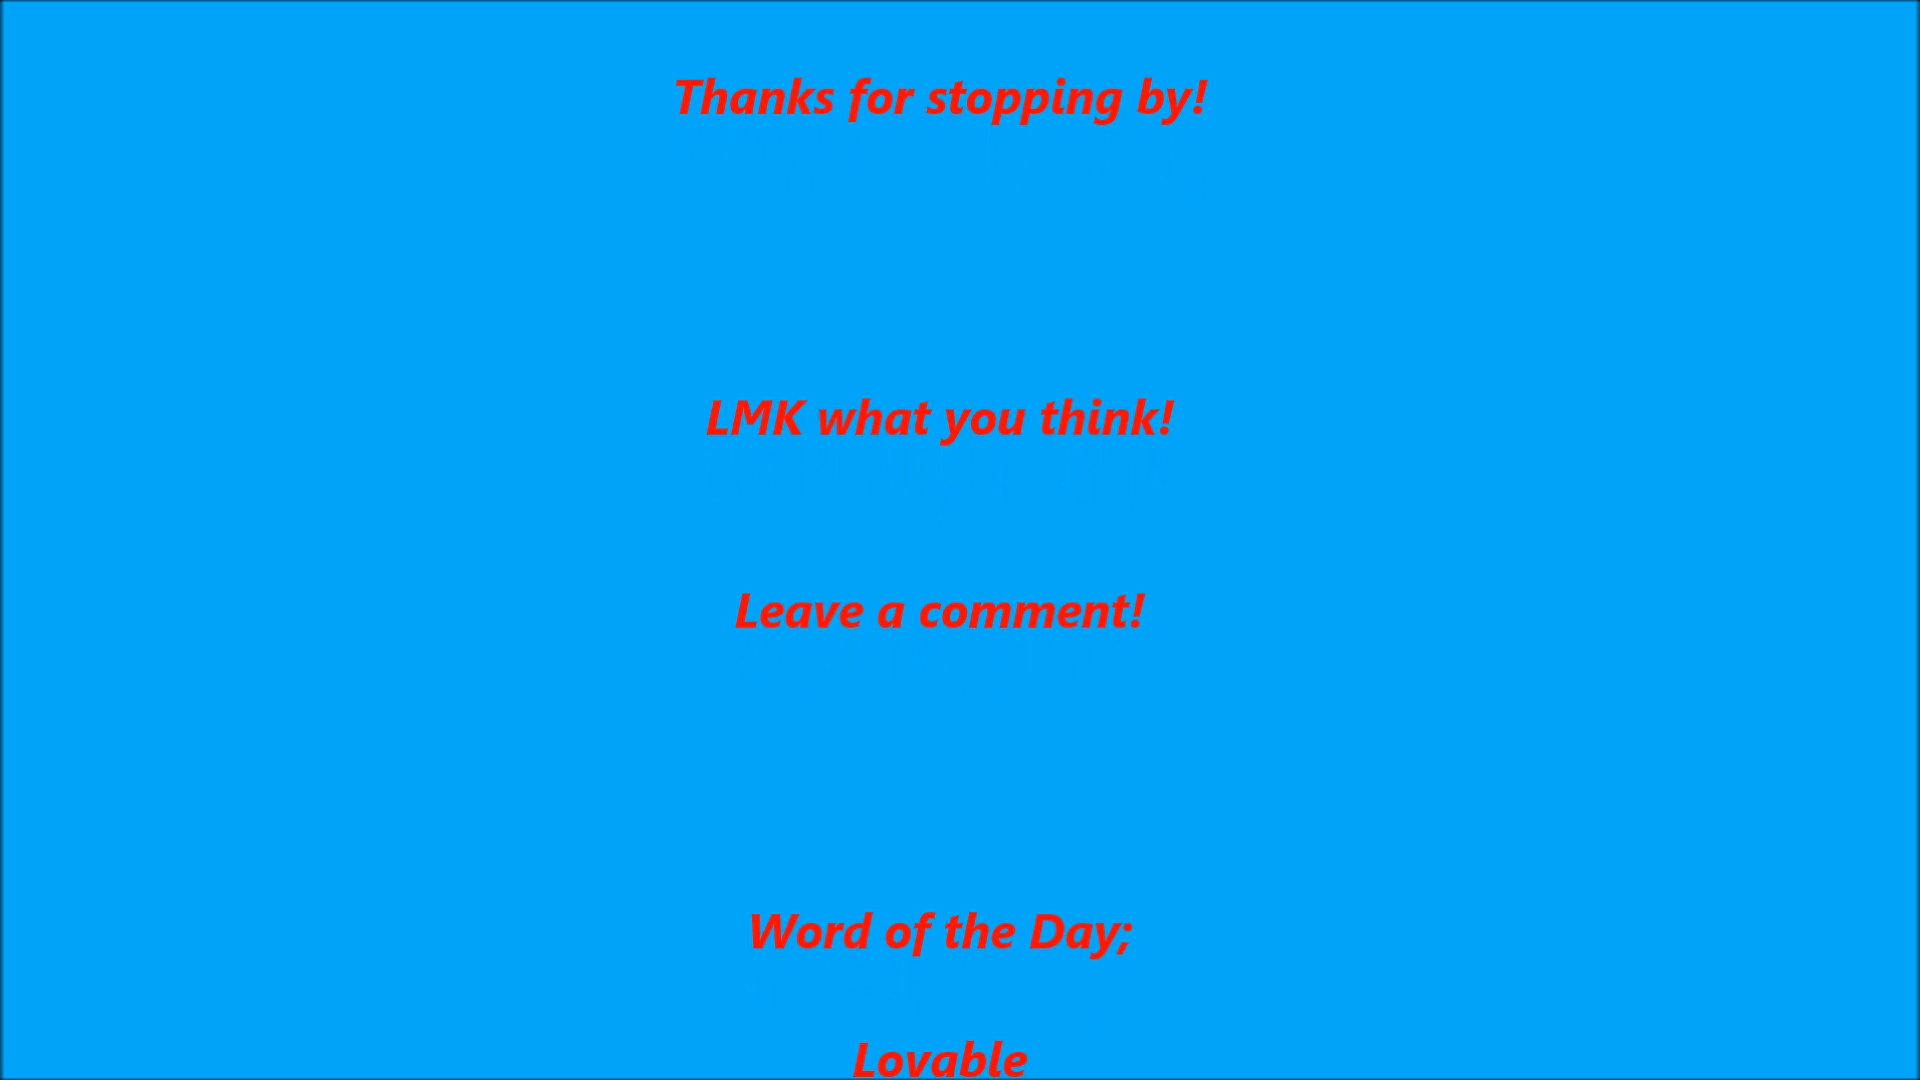 Thanks for stopping by!
LMK what you think!
Leave a comment!
Word of the Day;
Lovable